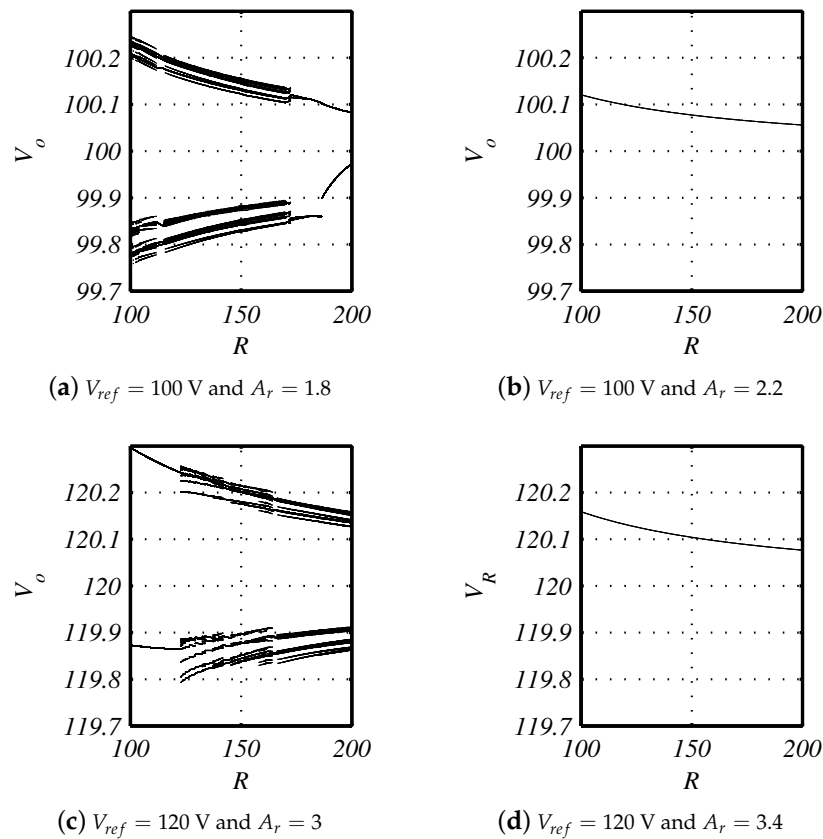 100.2
100.1
100
99.9
99.8
99.7
V_o
100 150 200
R
(a) V_ref = 100 V and A_r = 1.8
100.2
100.1
100
99.9
99.8
99.7
V_o
100 150 200
R
(b) V_ref = 100 V and A_r = 2.2
120.2
120.1
120
119.9
119.8
119.7
V_o
100 150 200
R
(c) V_ref = 120 V and A_r = 3
120.2
120.1
120
119.9
119.8
119.7
V_R
100 150 200
R
(d) V_ref = 120 V and A_r = 3.4